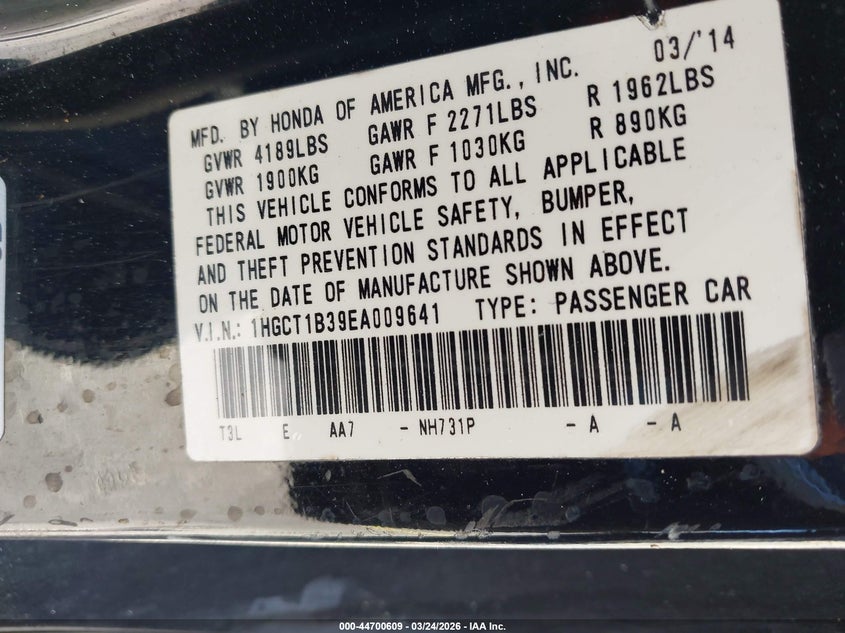 03/'14
MFD. BY HONDA OF AMERICA MFG., INC.
GVWR 4189LBS GAWR F 2271LBS R 1962LBS
GVWR 1900KG GAWR F 1030KG R 890KG
THIS VEHICLE CONFORMS TO ALL APPLICABLE
FEDERAL MOTOR VEHICLE SAFETY, BUMPER,
AND THEFT PREVENTION STANDARDS IN EFFECT
ON THE DATE OF MANUFACTURE SHOWN ABOVE.
V.I.N.: 1HGCT1B39EA009641 TYPE: PASSENGER CAR
T3L E AA7 - NH731P - A - A
000-44700609 - 03/24/2026 - IAA Inc.